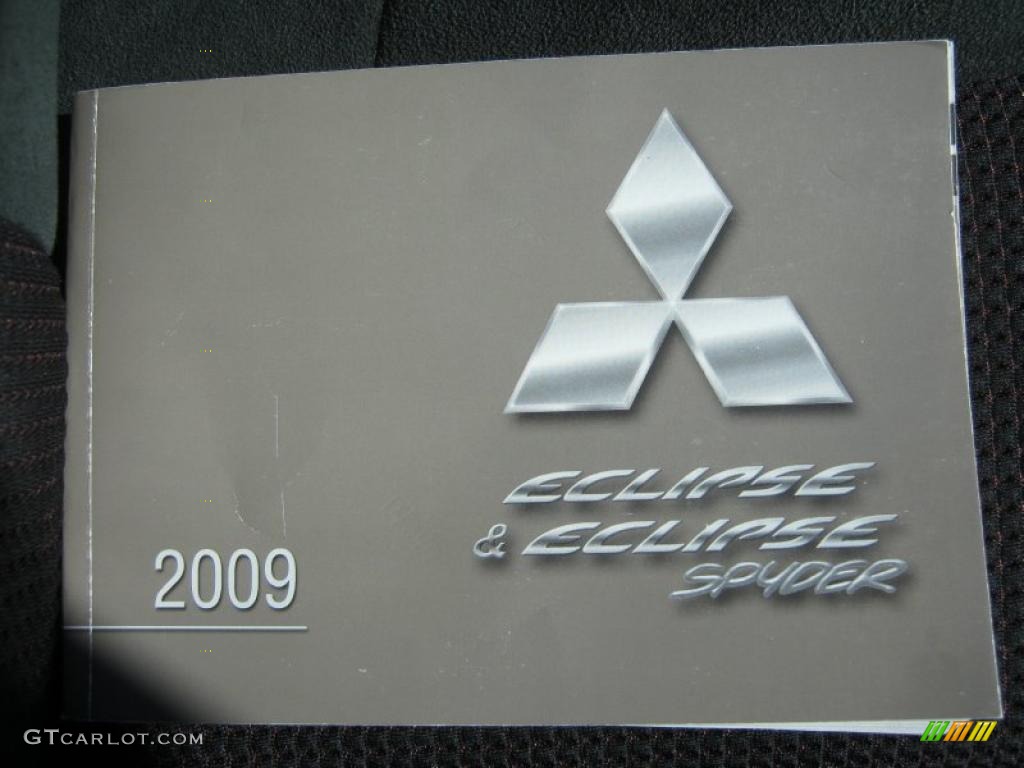 ECLIPSE
& ECLIPSE
SPYDER
2009
GTCARLOT.COM